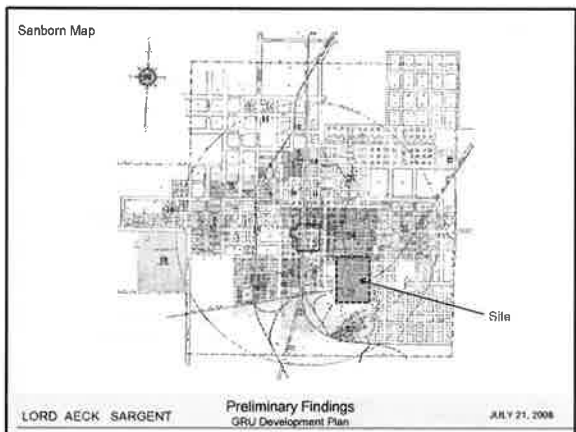 Sanborn Map
Site
LORD AECK SARGENT
Preliminary Findings
GRU Development Plan
JULY 21, 2008